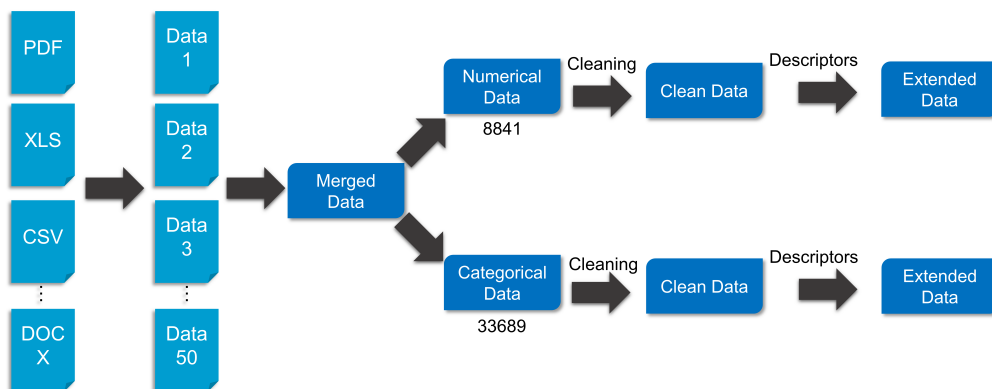 PDF
XLS
CSV
DOC
X
Data
1
Data
2
Data
3
Data
50
Merged
Data
Numerical
Data
8841
Cleaning
Clean Data
Descriptors
Extended
Data
Categorical
Data
33689
Cleaning
Clean Data
Descriptors
Extended
Data